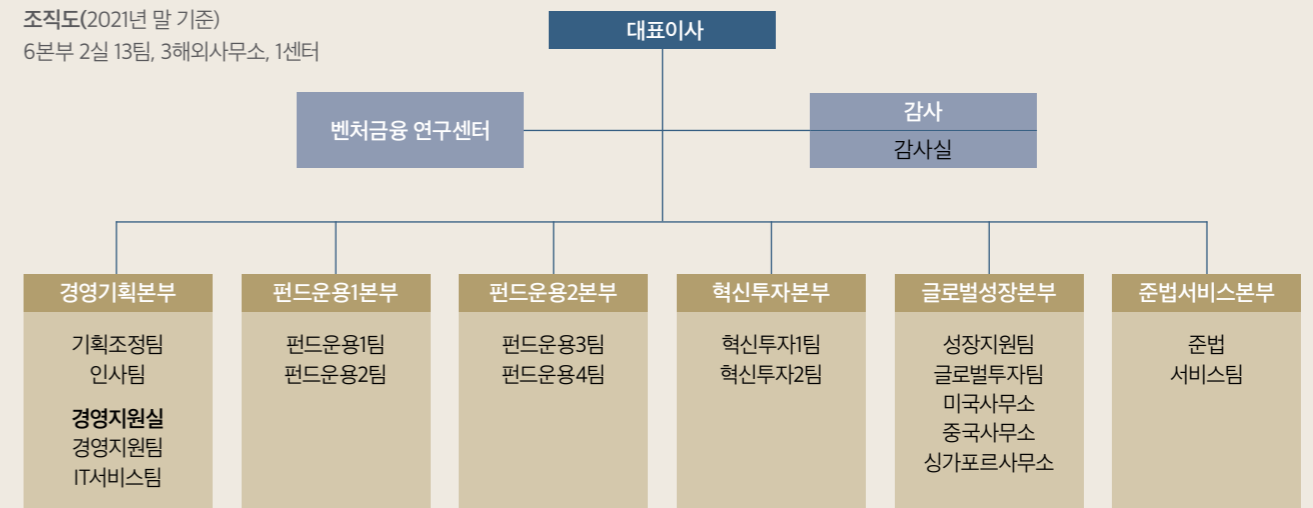 조직도(2021년 말 기준)
6본부 2실 13팀, 3해외사무소, 1센터
대표이사
벤처금융 연구센터
감사
감사실
경영기획본부
기획조정팀
인사팀
경영지원실
경영지원팀
IT서비스팀
펀드운용1본부
펀드운용1팀
펀드운용2팀
펀드운용2본부
펀드운용3팀
펀드운용4팀
혁신투자본부
혁신투자1팀
혁신투자2팀
글로벌성장본부
성장지원팀
글로벌투자팀
미국사무소
중국사무소
싱가포르사무소
준법서비스본부
준법
서비스팀